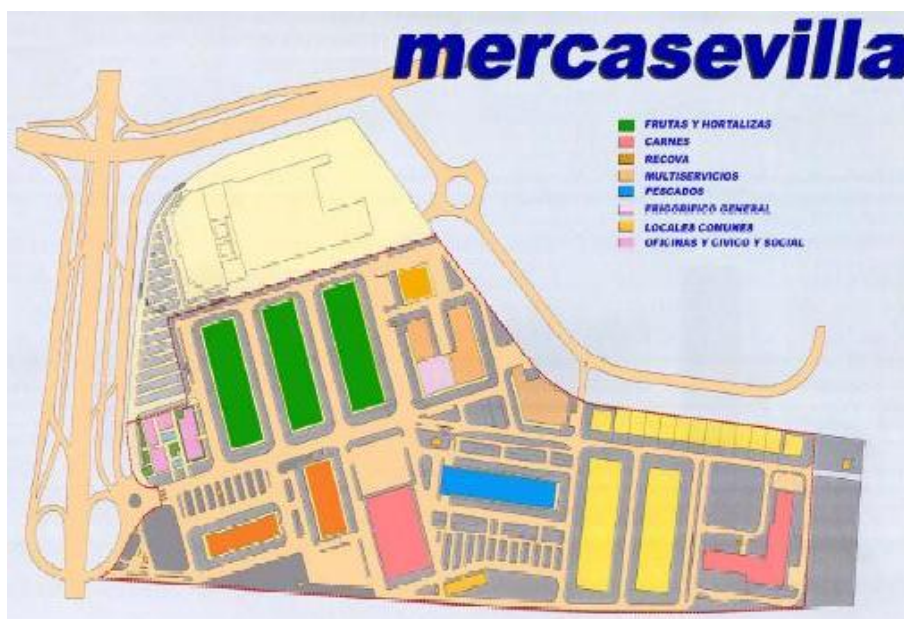 mercasevilla
FRUTAS Y HORTALIZAS
CARNES
RECOVA
MULTISERVICIOS
PESCADOS
FRIGORIFICO GENERAL
LOCALES COMUNES
OFICINAS Y CIVICO Y SOCIAL